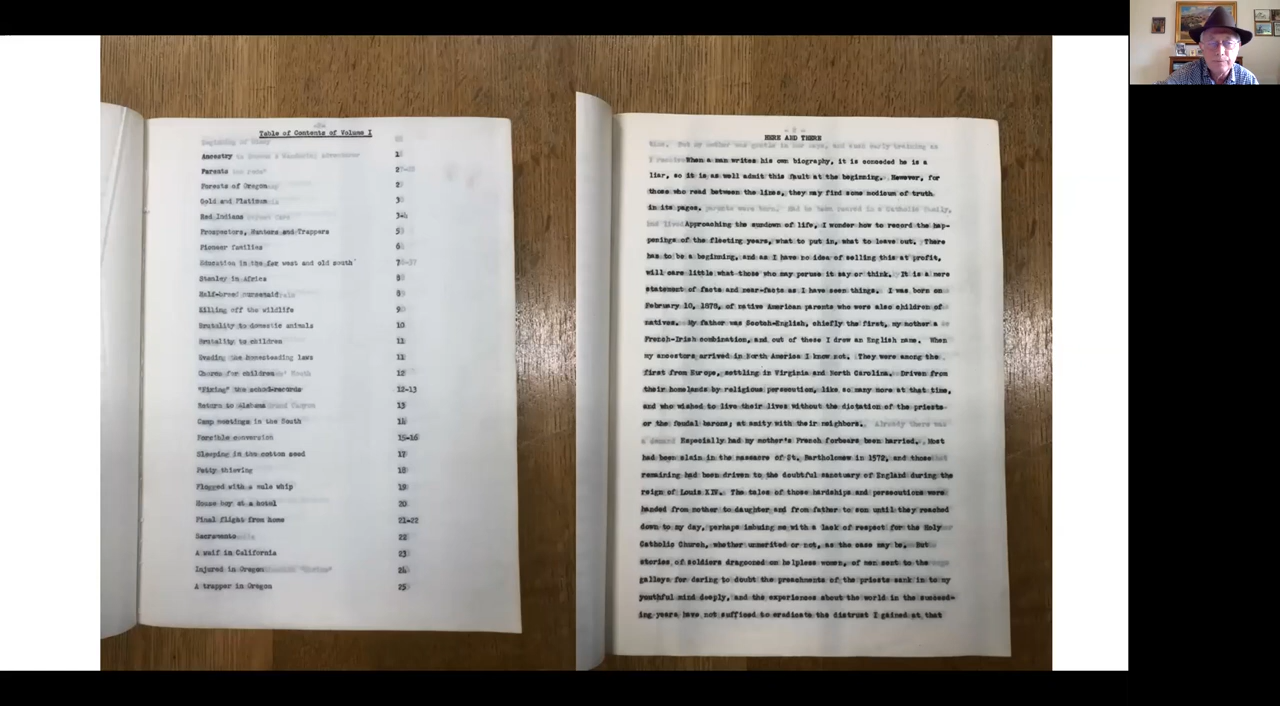 Table of Contents of Volume I
Ancestry 1
Parents 2
Forests of Oregon 2
Gold and Platinum 3
Red Indians 3-4
Prospectors, Hunters and Trappers 5
Pioneer families 6
Education in the far west and old south 7
Stanley in Africa 8
Half-breed 8
Killing off the wildlife 9
Brutality to domestic animals 10
Brutality to children 11
Evading the homesteading laws 11
Chores for children 12
"Fixing" the school records 12-13
Return to Alabama 13
Camp meetings in the South 14
Forcible conversion 15-16
Sleeping in the cotton seed 17
Petty thieving 18
Flogged with a mule whip 19
House boy at a hotel 20
Final flight from home 21-22
Sacramento 22
A waif in California 23
Injured in Oregon 24
A trapper in Oregon 25
HERE AND THERE
When a man writes his own biography, it is conceded he is a
liar, so it is as well admit this fault at the beginning. However, for
those who read between the lines, they may find some modicum of truth
in its pages.
Approaching the sundown of life, I wonder how to record the hap-
penings of the fleeting years, what to put in, what to leave out. There
has to be a beginning, and as I have no idea of selling this at profit,
will care little what those who may peruse it say or think. It is a mere
statement of facts and near-facts as I have seen things. I was born on
February 10, 1878, of native American parents who were also children of
natives. My father was Scotch-English, chiefly the first, my mother a
French-Irish combination, and out of these I drew an English name. When
my ancestors arrived in North America I know not. They were among the
first from Europe, settling in Virginia and North Carolina. Driven from
their homelands by religious persecution, like so many more at that time,
and who wished to live their lives without the dictation of the priests
or the feudal barons; at amity with their neighbors.
Especially had my mother's French forbears been harried. Most
had been slain in the massacre of St. Bartholomew in 1572, and those
remaining had been driven to the doubtful sanctuary of England during the
reign of Louis XIV. The tales of those hardships and persecutions were
handed from mother to daughter and from father to son until they reached
down to my day, perhaps imbuing me with a lack of respect for the Holy
Catholic Church, whether unmerited or not, as the case may be. But
stories of soldiers dragooned on helpless women, of men sent to the
galleys for daring to doubt the preachments of the priests sank in to my
youthful mind deeply, and the experiences about the world in the succeed-
ing years have not sufficed to eradicate the distrust I gained at that